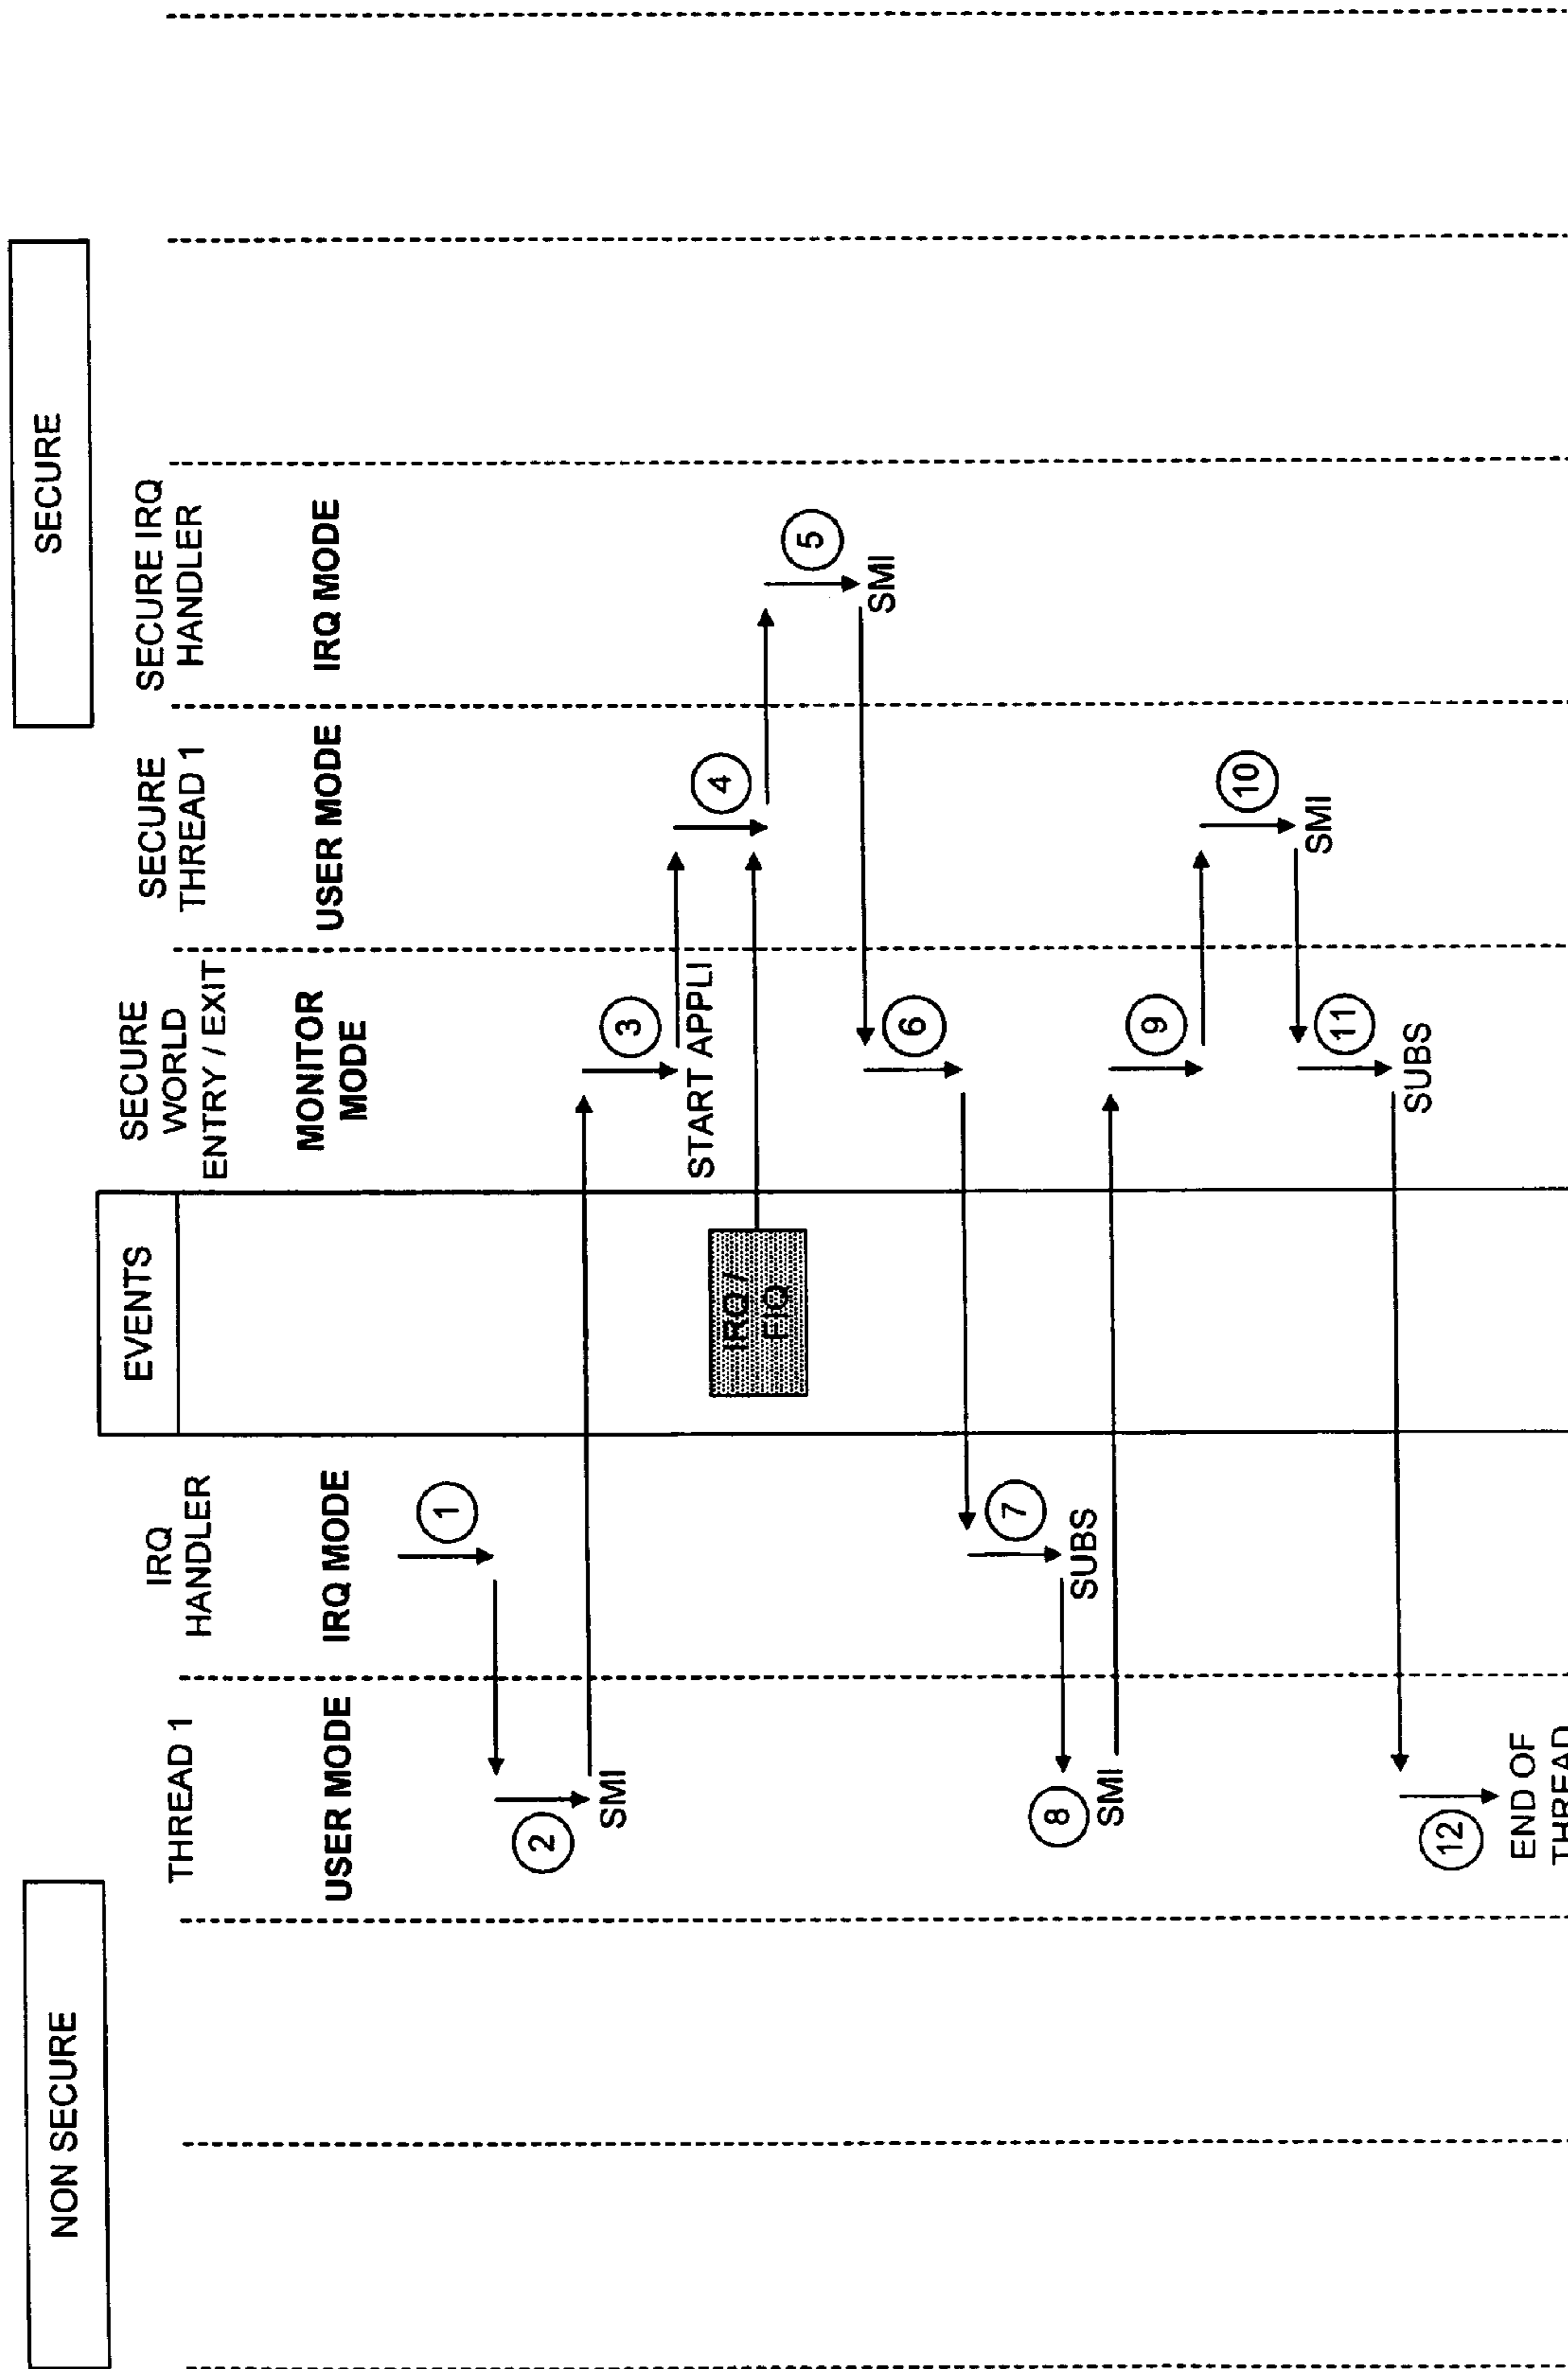 NON SECURE
SECURE
EVENTS
THREAD 1
USER MODE
IRQ
HANDLER
IRQ MODE
SECURE
WORLD
ENTRY / EXIT
MONITOR
MODE
SECURE
THREAD 1
USER MODE
SECURE IRQ
HANDLER
IRQ MODE
1
2
SMI
3
START APPLI
IRQ /
FIQ
4
5
SMI
6
7
SUBS
8
SMI
9
10
SMI
11
SUBS
12
END OF
THREAD